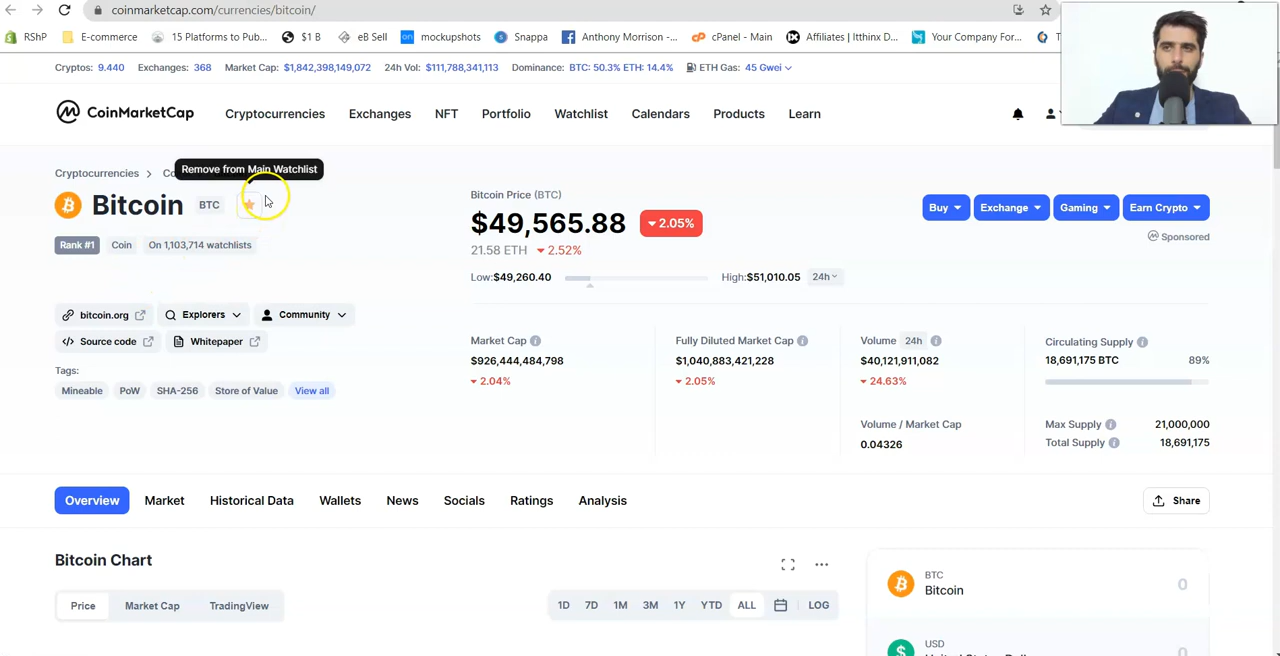 coinmarketcap.com/currencies/bitcoin/
RShP E-commerce 15 Platforms to Pub... $1 B eB Sell mockupshots Snappa Anthony Morrison -... cPanel - Main Affiliates | Itthinx D... Your Company For...
Cryptos: 9.440 Exchanges: 368 Market Cap: $1,842,398,149,072 24h Vol: $111,788,341,113 Dominance: BTC: 50.3% ETH: 14.4% ETH Gas: 45 Gwei
CoinMarketCap Cryptocurrencies Exchanges NFT Portfolio Watchlist Calendars Products Learn
Cryptocurrencies
Remove from Main Watchlist
Bitcoin BTC
Rank #1 Coin On 1,103,714 watchlists
bitcoin.org Explorers Community
Source code Whitepaper
Tags:
Mineable PoW SHA-256 Store of Value View all
Bitcoin Price (BTC)
$49,565.88 2.05%
21.58 ETH 2.52%
Low:$49,260.40 High:$51,010.05 24h
Buy Exchange Gaming Earn Crypto
Sponsored
Market Cap
$926,444,484,798
2.04%
Fully Diluted Market Cap
$1,040,883,421,228
2.05%
Volume 24h
$40,121,911,082
24.63%
Volume / Market Cap
0.04326
Circulating Supply
18,691,175 BTC 89%
Max Supply 21,000,000
Total Supply 18,691,175
Overview Market Historical Data Wallets News Socials Ratings Analysis
Share
Bitcoin Chart
Price Market Cap TradingView
1D 7D 1M 3M 1Y YTD ALL LOG
BTC
Bitcoin 0
USD